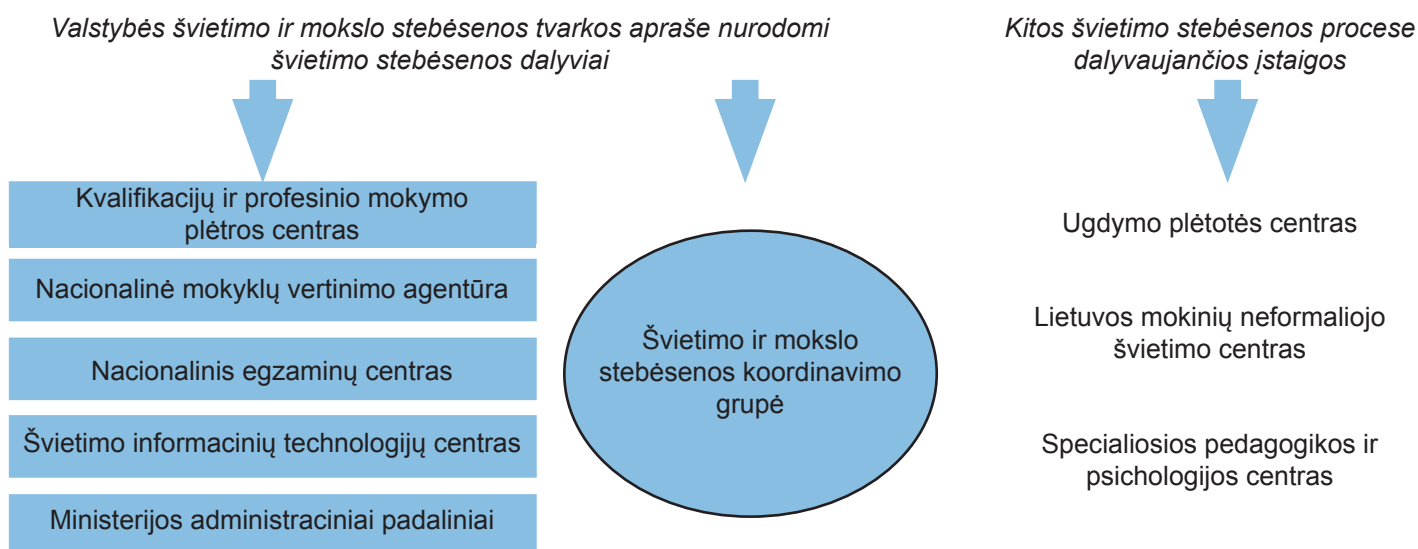 Valstybės švietimo ir mokslo stebėsenos tvarkos apraše nurodomi
švietimo stebėsenos dalyviai
Kvalifikacijų ir profesinio mokymo
plėtros centras
Nacionalinė mokyklų vertinimo agentūra
Nacionalinis egzaminų centras
Švietimo informacinių technologijų centras
Ministerijos administraciniai padaliniai
Švietimo ir mokslo
stebėsenos koordinavimo
grupė
Kitos švietimo stebėsenos procese
dalyvaujančios įstaigos
Ugdymo plėtotės centras
Lietuvos mokinių neformaliojo
švietimo centras
Specialiosios pedagogikos ir
psichologijos centras